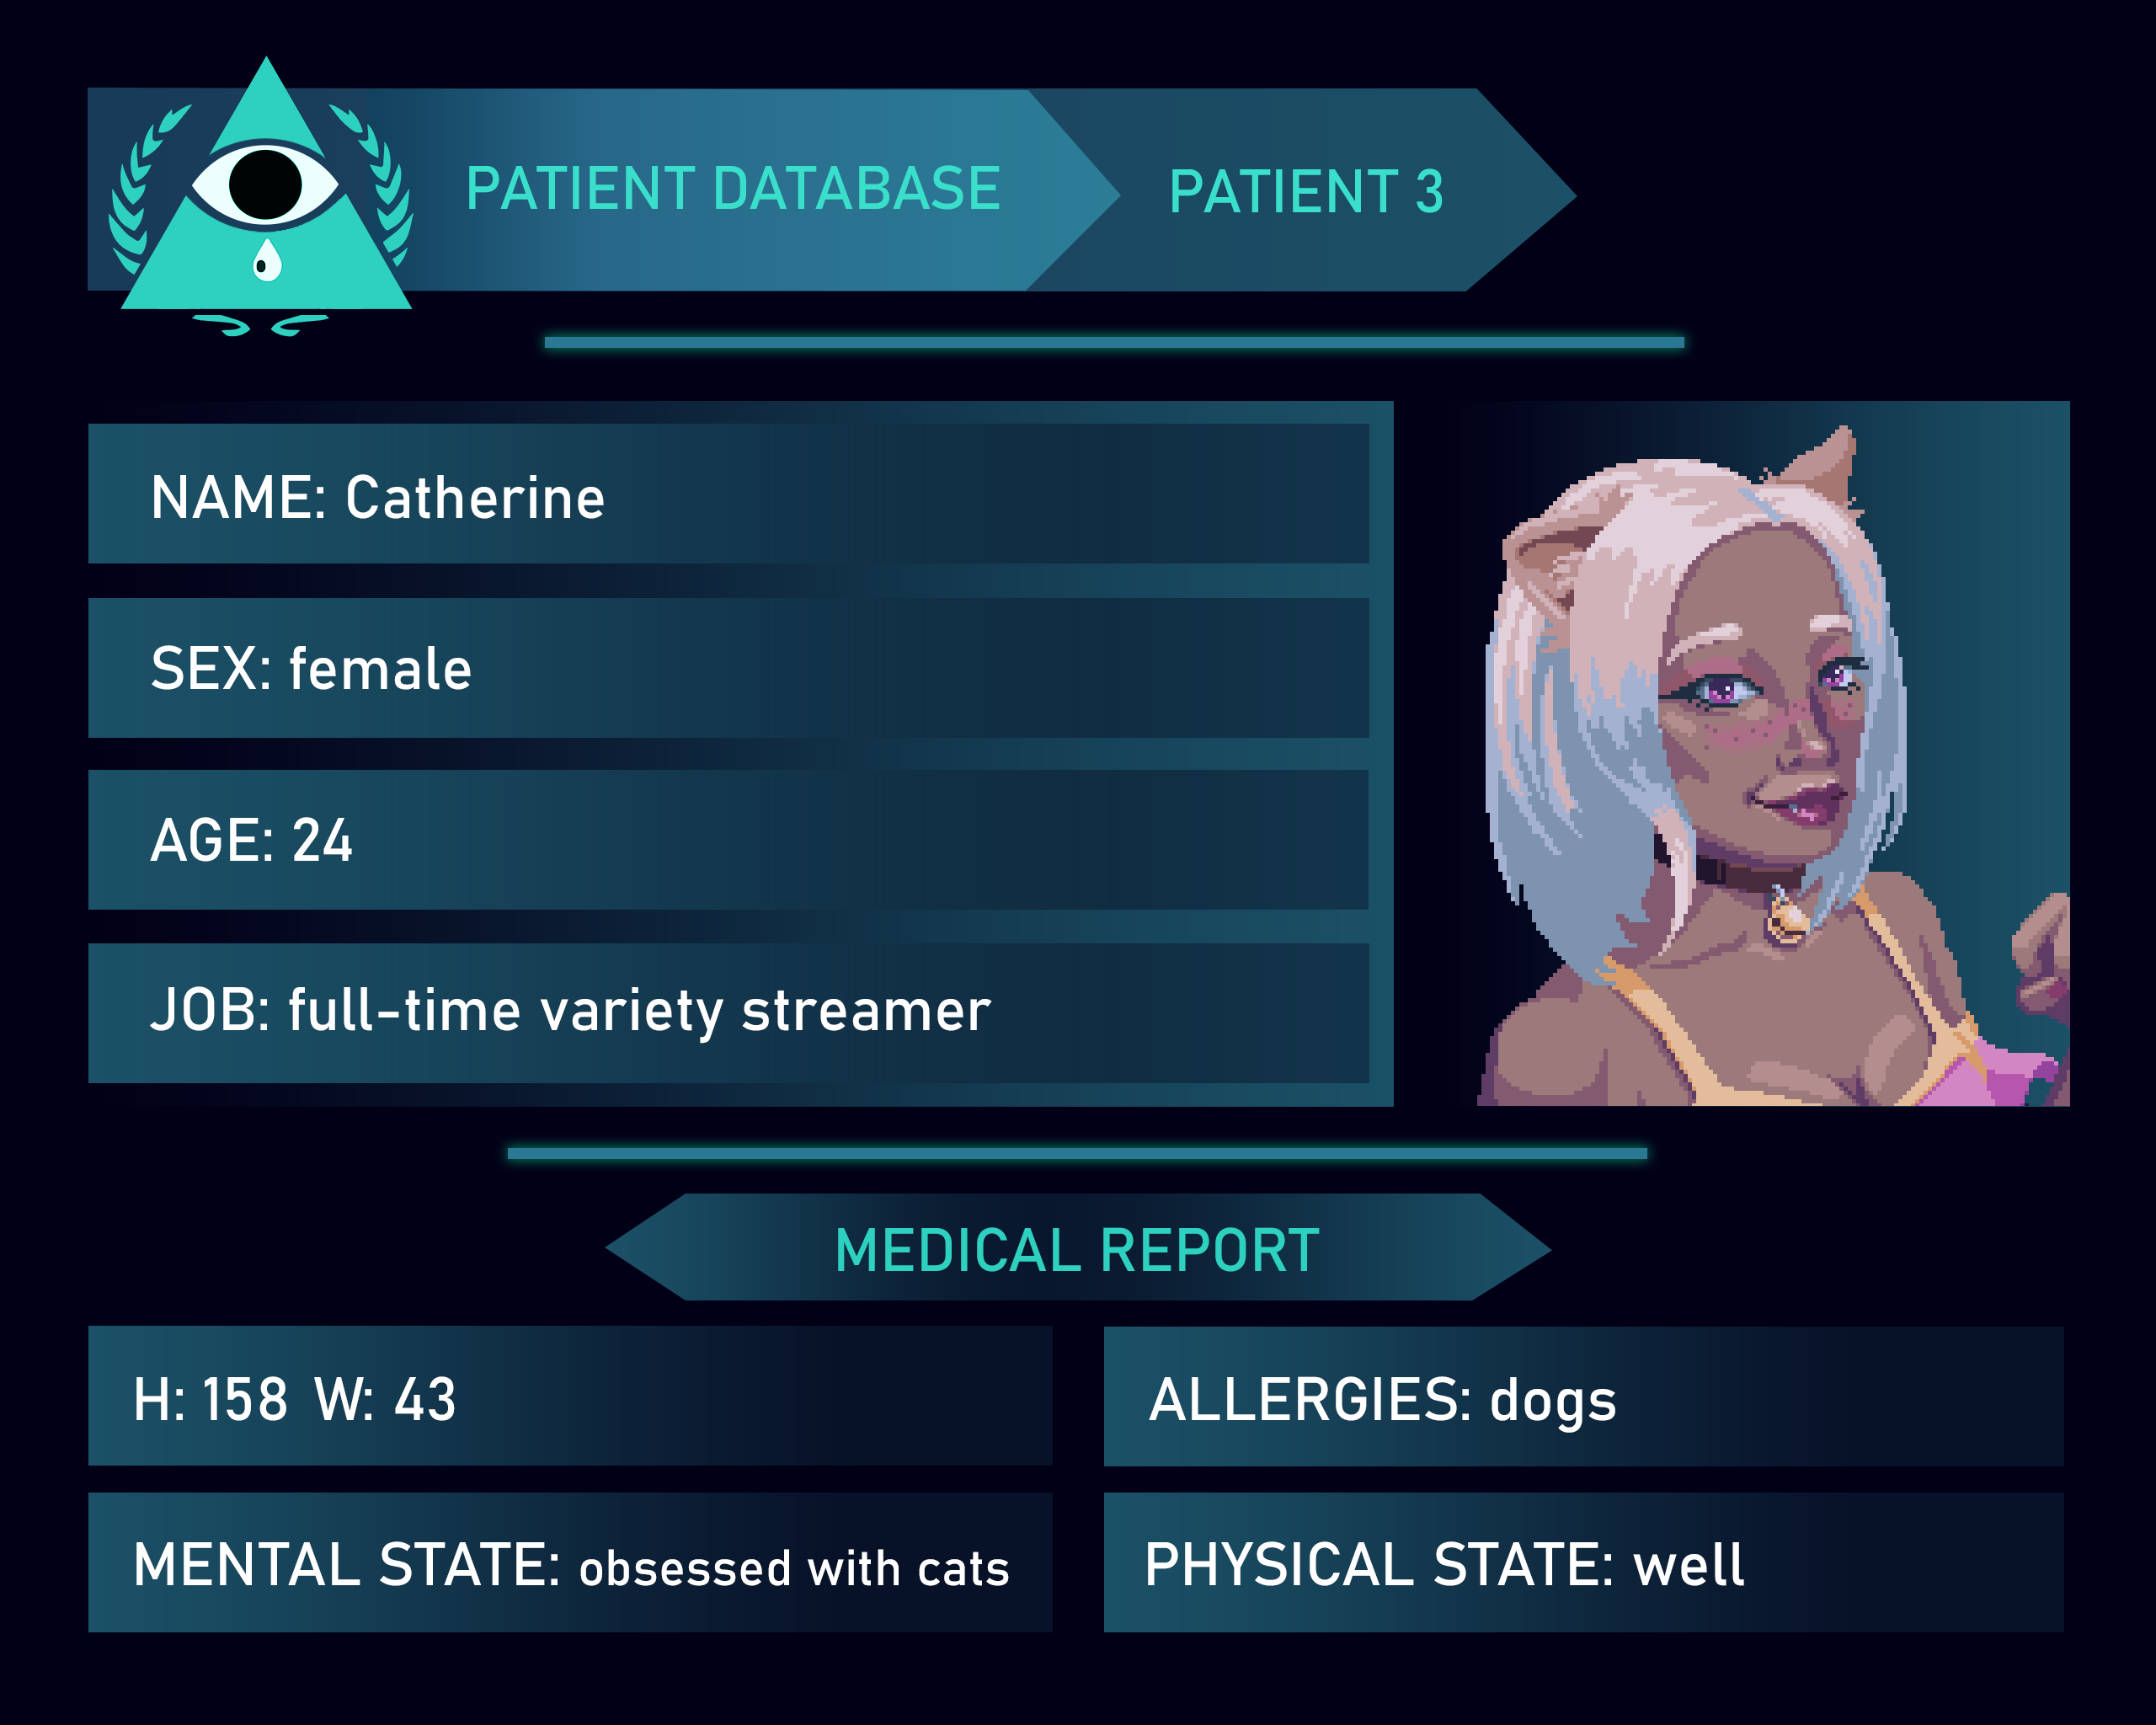 PATIENT DATABASE
PATIENT 3
NAME: Catherine
SEX: female
AGE: 24
JOB: full-time variety streamer
MEDICAL REPORT
H: 158 W: 43
ALLERGIES: dogs
MENTAL STATE: obsessed with cats
PHYSICAL STATE: well